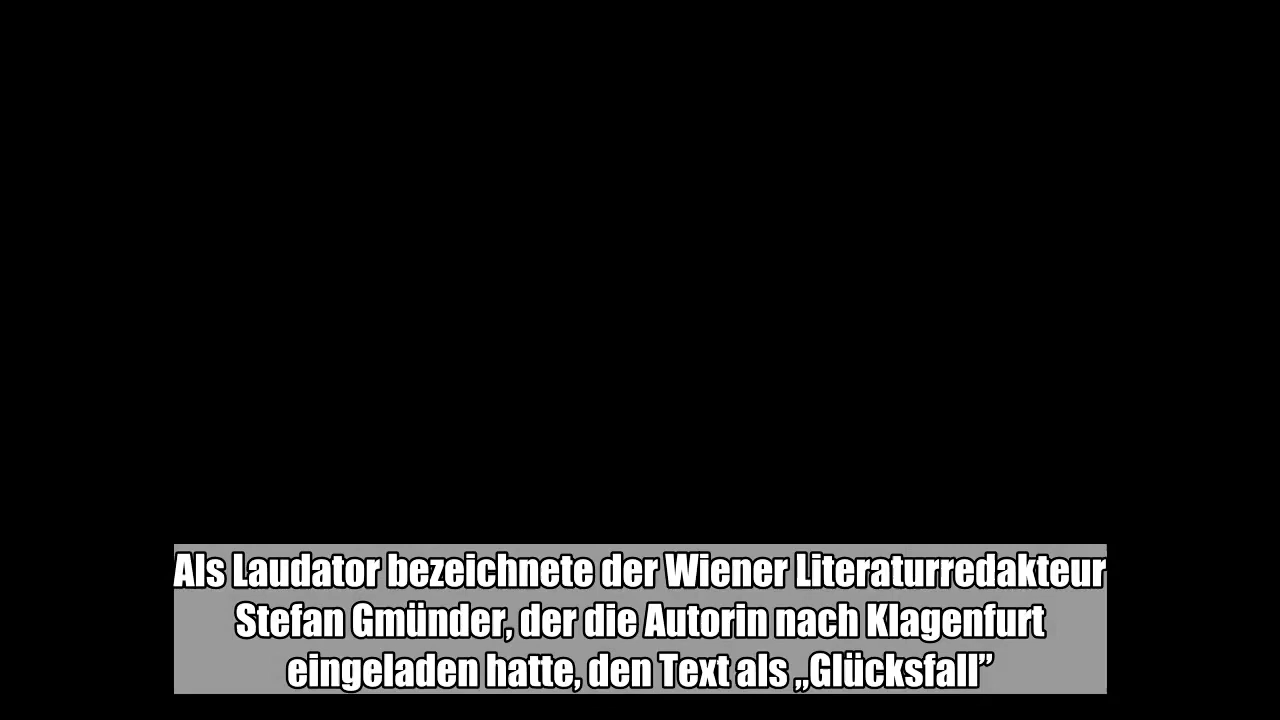 Als Laudator bezeichnete der Wiener Literaturredakteur
Stefan Gmünder, der die Autorin nach Klagenfurt
eingeladen hatte, den Text als „Glücksfall”